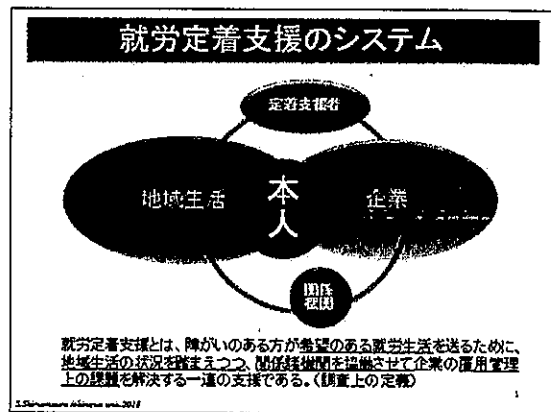 就労定着支援のシステム
定着支援者
地域生活
本人
企業
関係
機関
就労定着支援とは、障がいのある方が希望のある就労生活を送るために、
地域生活の状況を踏まえつつ、関係諸機関を協働させて企業の雇用管理
上の課題を解決する一連の支援である。（調査上の定義）
1